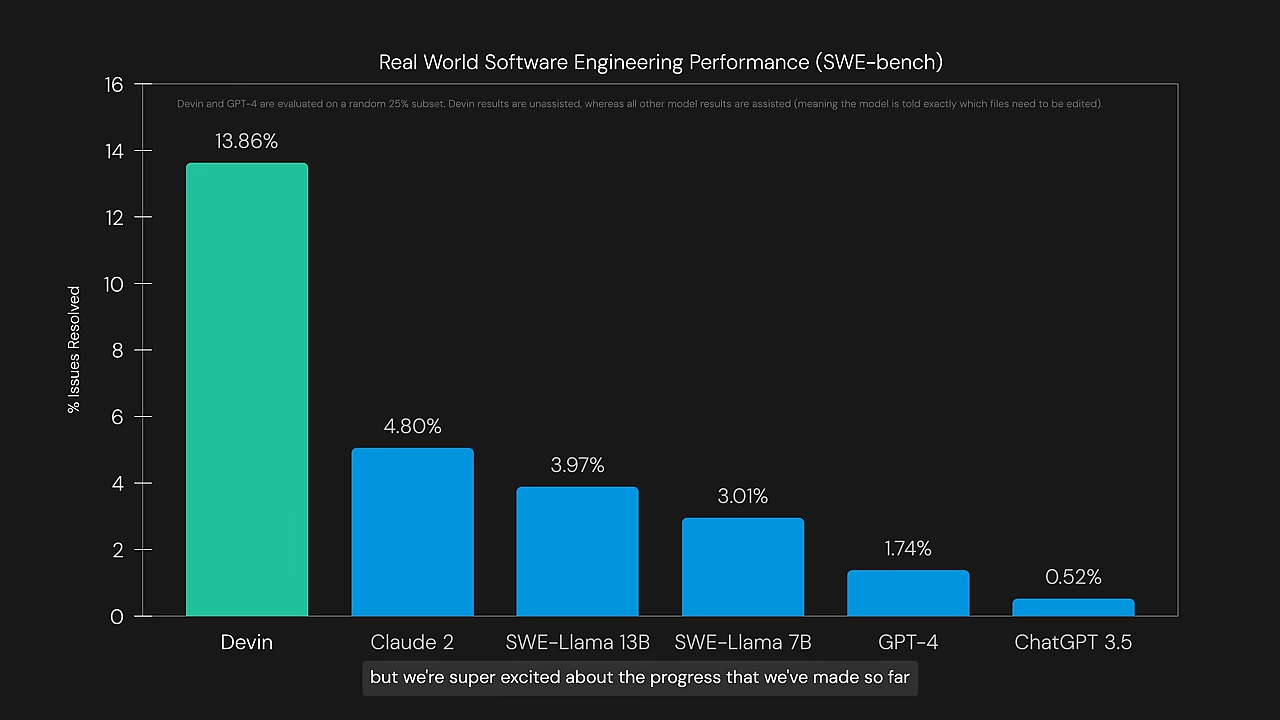 Real World Software Engineering Performance (SWE-bench)
Devin and GPT-4 are evaluated on a random 25% subset. Devin results are unassisted, whereas all other model results are assisted (meaning the model is told exactly which files need to be edited).
% Issues Resolved
16
14
12
10
8
6
4
2
0
13.86%
4.80%
3.97%
3.01%
1.74%
0.52%
Devin
Claude 2
SWE-Llama 13B
SWE-Llama 7B
GPT-4
ChatGPT 3.5
but we're super excited about the progress that we've made so far